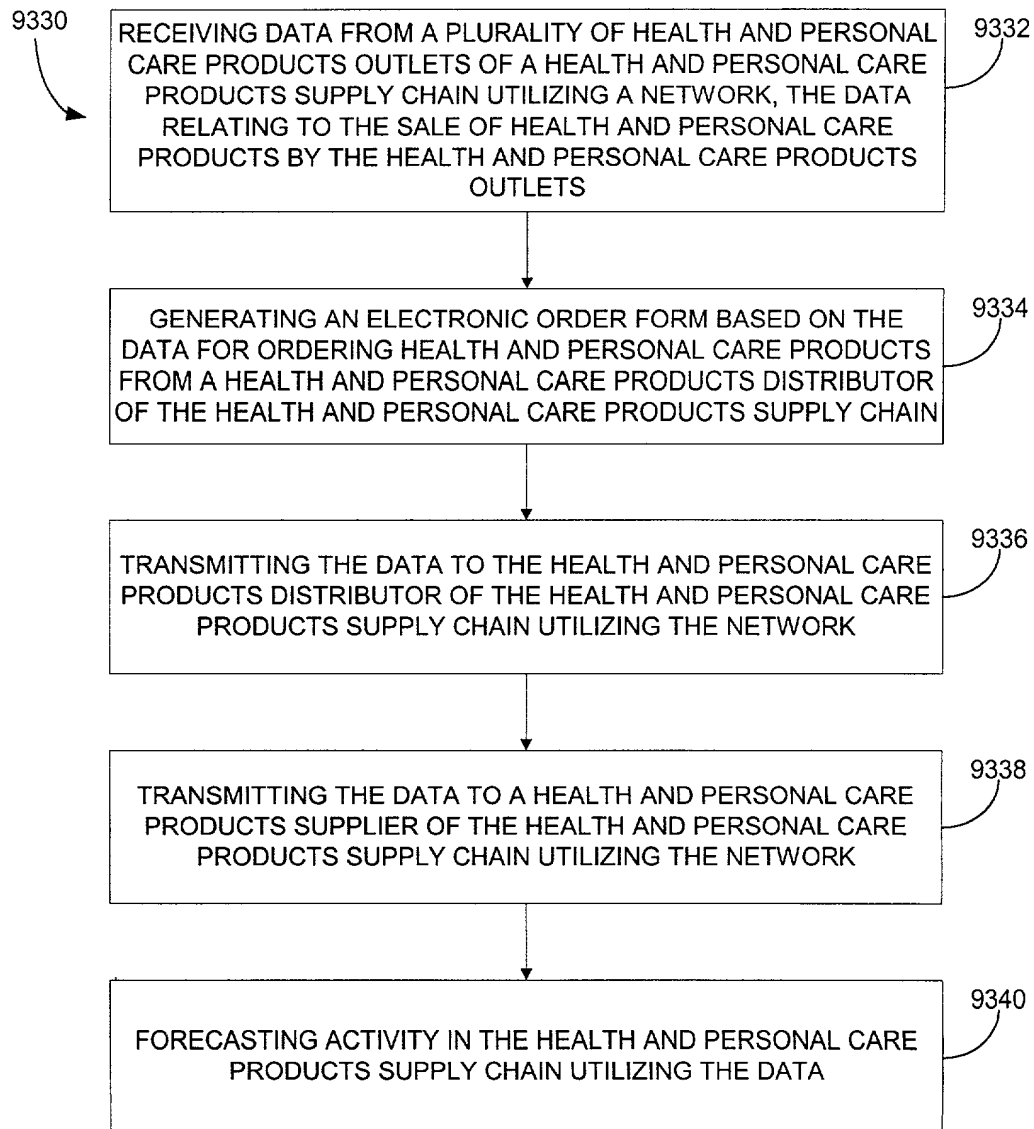 9330
RECEIVING DATA FROM A PLURALITY OF HEALTH AND PERSONAL
CARE PRODUCTS OUTLETS OF A HEALTH AND PERSONAL CARE
PRODUCTS SUPPLY CHAIN UTILIZING A NETWORK, THE DATA
RELATING TO THE SALE OF HEALTH AND PERSONAL CARE
PRODUCTS BY THE HEALTH AND PERSONAL CARE PRODUCTS
OUTLETS
9332
GENERATING AN ELECTRONIC ORDER FORM BASED ON THE
DATA FOR ORDERING HEALTH AND PERSONAL CARE PRODUCTS
FROM A HEALTH AND PERSONAL CARE PRODUCTS DISTRIBUTOR
OF THE HEALTH AND PERSONAL CARE PRODUCTS SUPPLY CHAIN
9334
TRANSMITTING THE DATA TO THE HEALTH AND PERSONAL CARE
PRODUCTS DISTRIBUTOR OF THE HEALTH AND PERSONAL CARE
PRODUCTS SUPPLY CHAIN UTILIZING THE NETWORK
9336
TRANSMITTING THE DATA TO A HEALTH AND PERSONAL CARE
PRODUCTS SUPPLIER OF THE HEALTH AND PERSONAL CARE
PRODUCTS SUPPLY CHAIN UTILIZING THE NETWORK
9338
FORECASTING ACTIVITY IN THE HEALTH AND PERSONAL CARE
PRODUCTS SUPPLY CHAIN UTILIZING THE DATA
9340